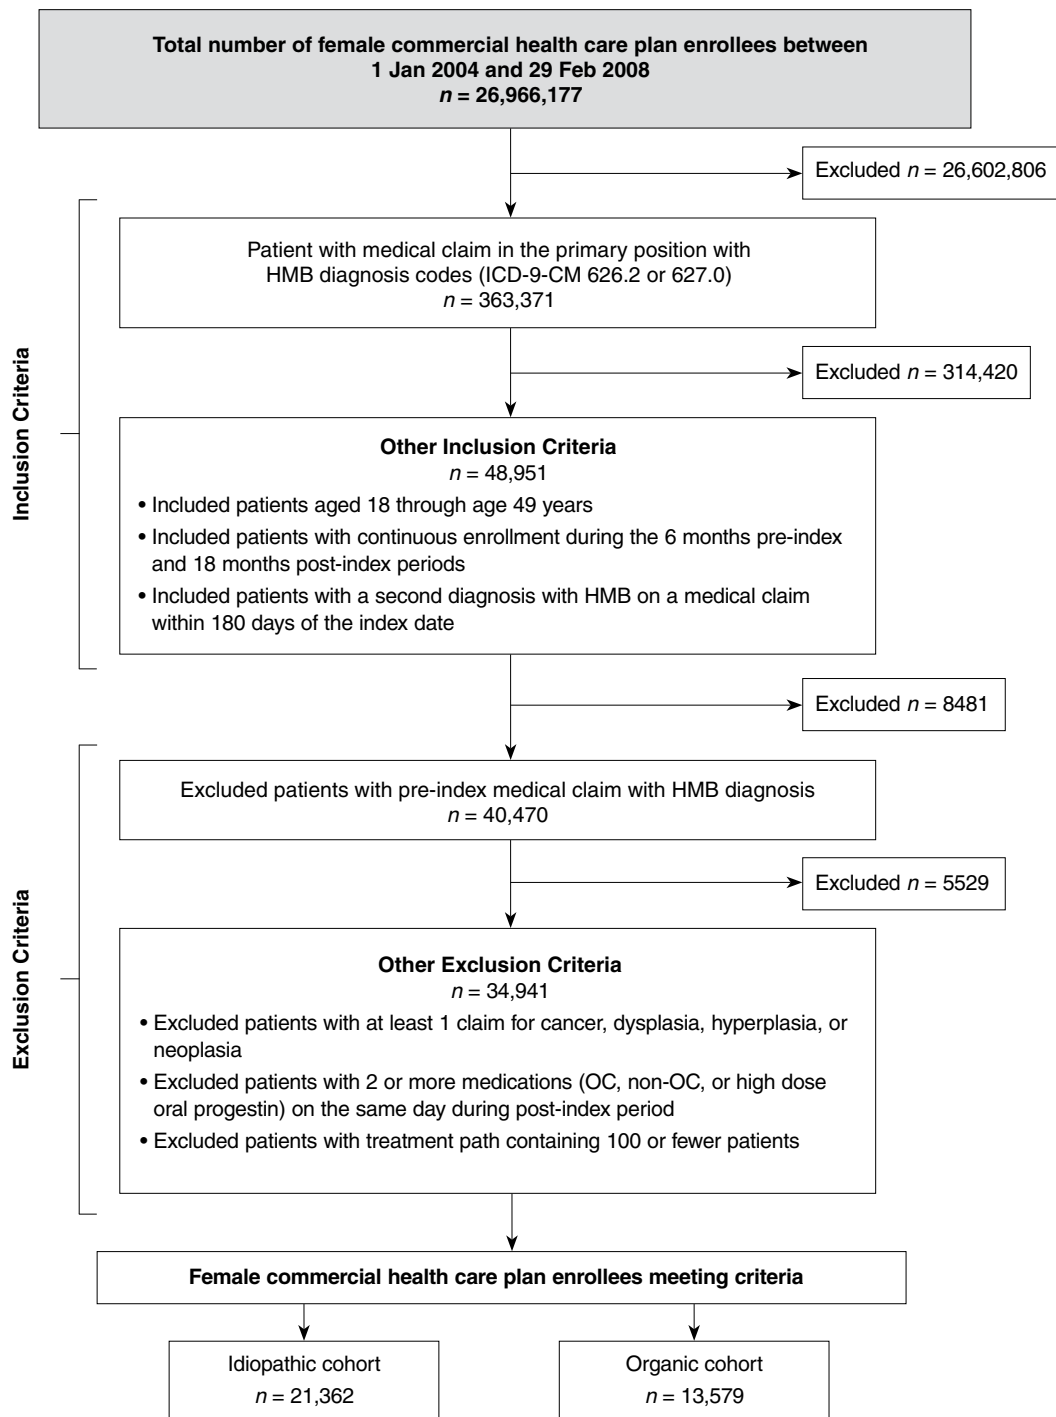 Total number of female commercial health care plan enrollees between
1 Jan 2004 and 29 Feb 2008
n = 26,966,177
Excluded n = 26,602,806
Inclusion Criteria
Patient with medical claim in the primary position with
HMB diagnosis codes (ICD-9-CM 626.2 or 627.0)
n = 363,371
Excluded n = 314,420
Other Inclusion Criteria
n = 48,951
• Included patients aged 18 through age 49 years
• Included patients with continuous enrollment during the 6 months pre-index
and 18 months post-index periods
• Included patients with a second diagnosis with HMB on a medical claim
within 180 days of the index date
Excluded n = 8481
Exclusion Criteria
Excluded patients with pre-index medical claim with HMB diagnosis
n = 40,470
Excluded n = 5529
Other Exclusion Criteria
n = 34,941
• Excluded patients with at least 1 claim for cancer, dysplasia, hyperplasia, or
neoplasia
• Excluded patients with 2 or more medications (OC, non-OC, or high dose
oral progestin) on the same day during post-index period
• Excluded patients with treatment path containing 100 or fewer patients
Female commercial health care plan enrollees meeting criteria
Idiopathic cohort
n = 21,362
Organic cohort
n = 13,579